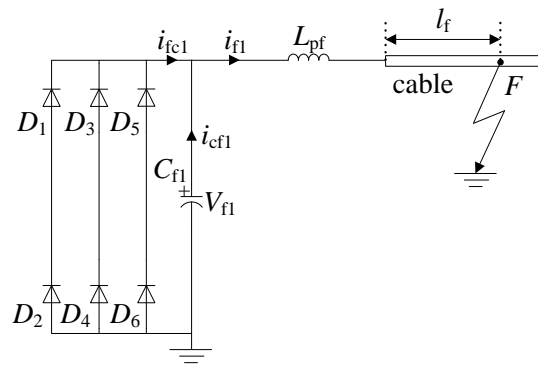 i_fc1 i_f1 L_pf l_f
cable F
D_1 D_3 D_5
i_cf1
C_f1 +
V_f1
D_2 D_4 D_6